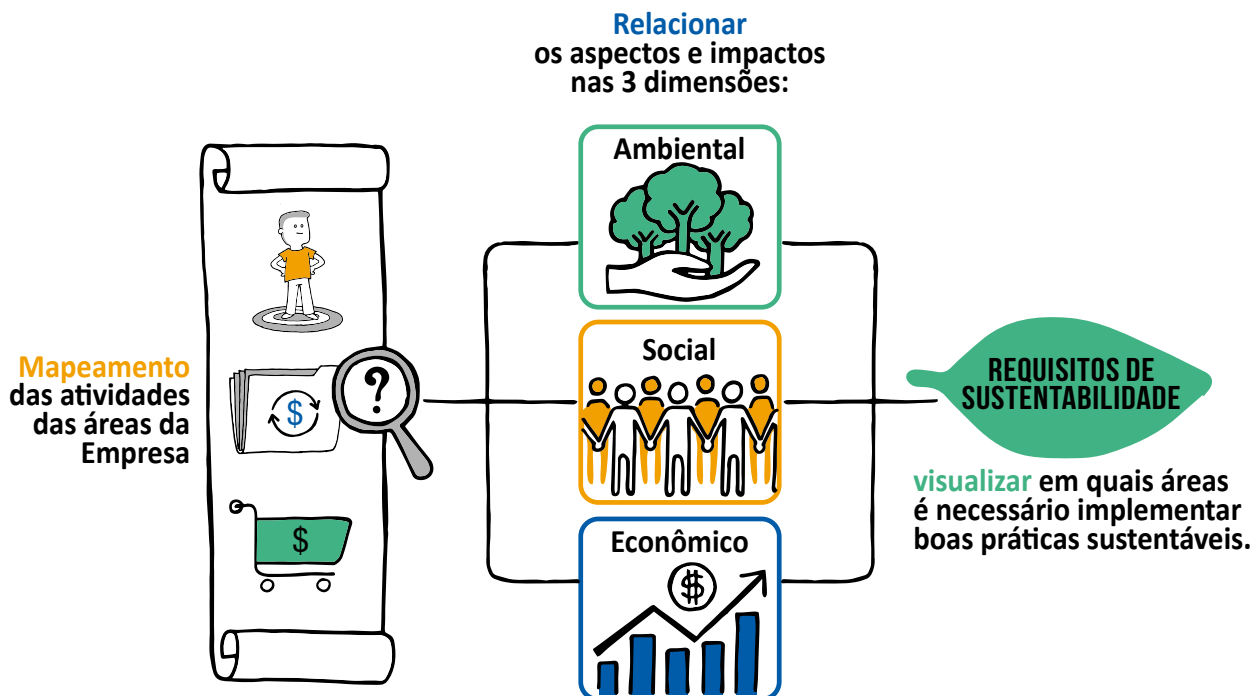 Relacionar
os aspectos e impactos
nas 3 dimensões:
Mapeamento
das atividades
das áreas da
Empresa
$
?
$
Ambiental
Social
Econômico
$
REQUISITOS DE
SUSTENTABILIDADE
visualizar em quais áreas
é necessário implementar
boas práticas sustentáveis.